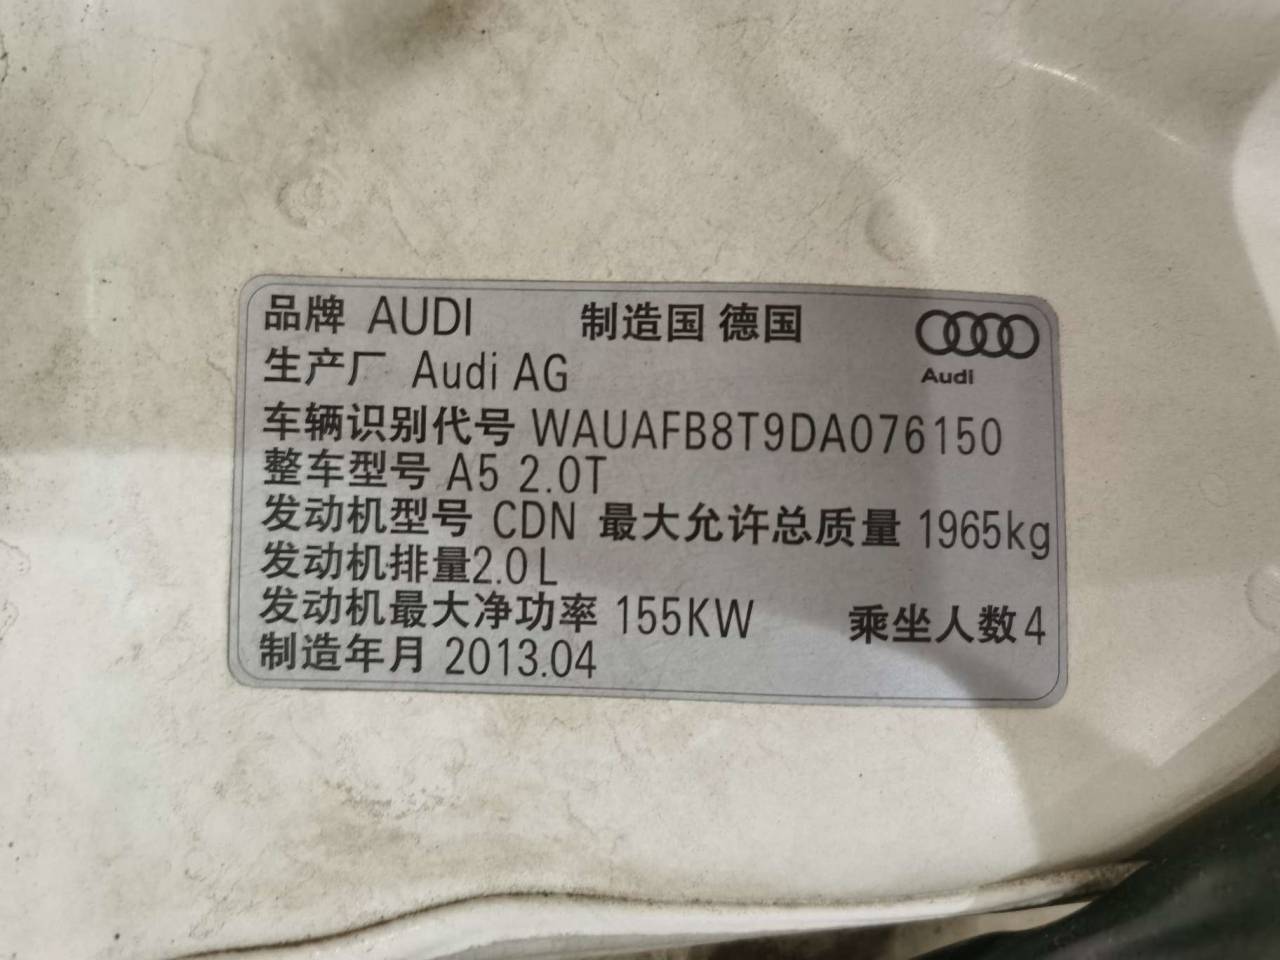 品牌 AUDI 制造国 德国
Audi
生产厂 Audi AG
车辆识别代号 WAUAFB8T9DA076150
整车型号 A5 2.0T
发动机型号 CDN 最大允许总质量 1965kg
发动机排量2.0L
发动机最大净功率 155KW 乘坐人数4
制造年月 2013.04